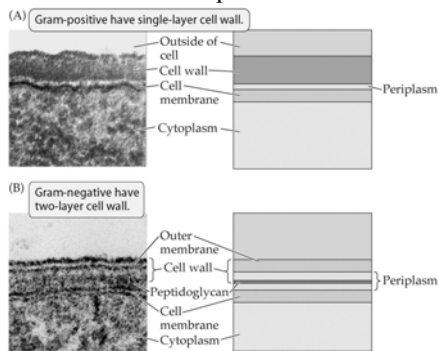 (A)
Gram-positive have single-layer cell wall.
Outside of
cell
Cell wall
Cell
membrane
Periplasm
Cytoplasm
(B)
Gram-negative have
two-layer cell wall.
Outer
membrane
Cell wall
Periplasm
Peptidoglycan
Cell
membrane
Cytoplasm